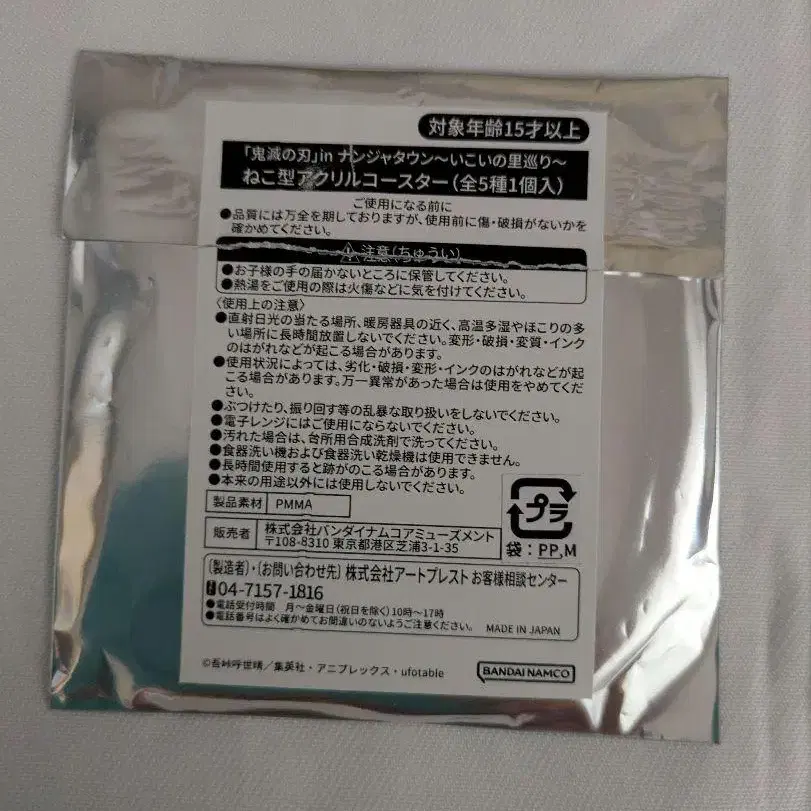 対象年齢15才以上
「鬼滅の刃」in ナンジャタウン〜いこいの里巡り〜
ねこ型アクリルコースター(全5種1個入)
ご使用になる前に
●品質には万全を期しておりますが、使用前に傷・破損がないかを
確かめてください。
注意(ちゅうい)
●お子様の手の届かないところに保管してください。
●熱湯をご使用の際は火傷などに気を付けてください。
〈使用上の注意〉
●直射日光の当たる場所、暖房器具の近く、高温多湿やほこりの多
い場所に長時間放置しないでください。変形・破損・変質・インク
のはがれなどが起こる場合があります。
●使用状況によっては、劣化・破損・変形・インクのはがれなどが起
こる場合があります。万一異常があった場合は使用をやめてくだ
さい。
●ぶつけたり、振り回す等の乱暴な取り扱いをしないでください。
●電子レンジにはご使用にならないでください。
●汚れた場合は、台所用合成洗剤で洗ってください。
●食器洗い機および食器洗い乾燥機は使用できません。
●長時間使用すると跡がのこる場合があります。
●本来の用途以外には使用しないでください。
製品素材 PMMA
プラ
袋:PP,M
販売者 株式会社バンダイナムコアミューズメント
〒108-8310 東京都港区芝浦3-1-35
〔製造者〕・〔お問い合わせ先〕株式会社アートプレスト お客様相談センター
04-7157-1816
●電話受付時間 月〜金曜日(祝日を除く)10時〜17時
●電話番号はよく確かめてお間違いのないようご注意ください。 MADE IN JAPAN
©吾峠呼世晴/集英社・アニプレックス・ufotable
BANDAI NAMCO